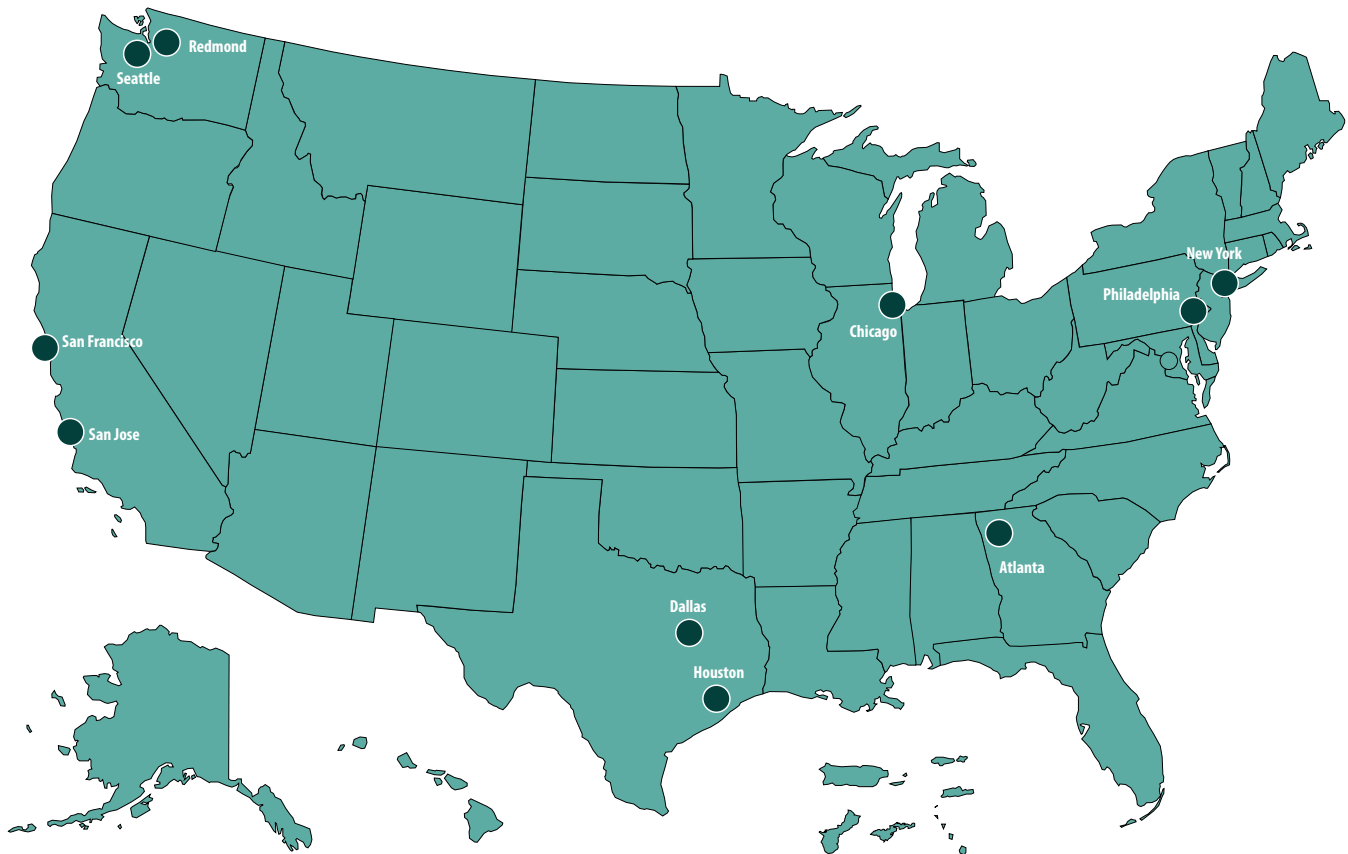 Redmond
Seattle
New York
Philadelphia
Chicago
San Francisco
San Jose
Atlanta
Dallas
Houston